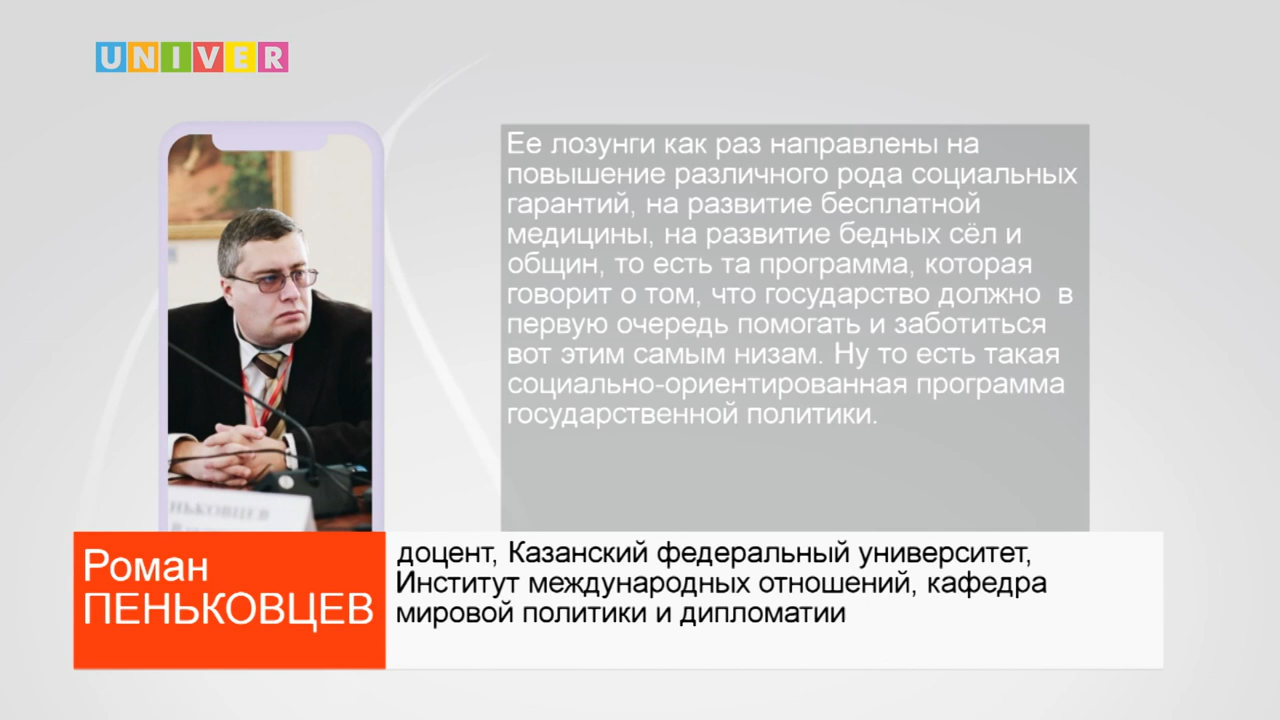 UNIVER
Ее лозунги как раз направлены на
повышение различного рода социальных
гарантий, на развитие бесплатной
медицины, на развитие бедных сёл и
общин, то есть та программа, которая
говорит о том, что государство должно  в
первую очередь помогать и заботиться
вот этим самым низам. Ну то есть такая
социально-ориентированная программа
государственной политики.
НЬКОВЦЕВ
Роман
ПЕНЬКОВЦЕВ
доцент, Казанский федеральный университет,
Институт международных отношений, кафедра
мировой политики и дипломатии